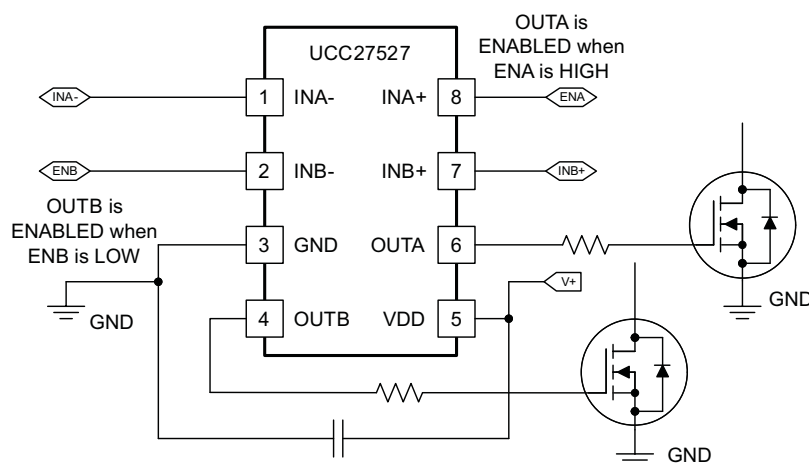 OUTA is
ENABLED when
ENA is HIGH
UCC27527
INA-
1 INA-
INA+ 8
ENA
ENB
2 INB-
INB+ 7
INB+
OUTB is
ENABLED when
ENB is LOW
3 GND
OUTA 6
GND
4 OUTB
VDD 5
V+
GND
GND